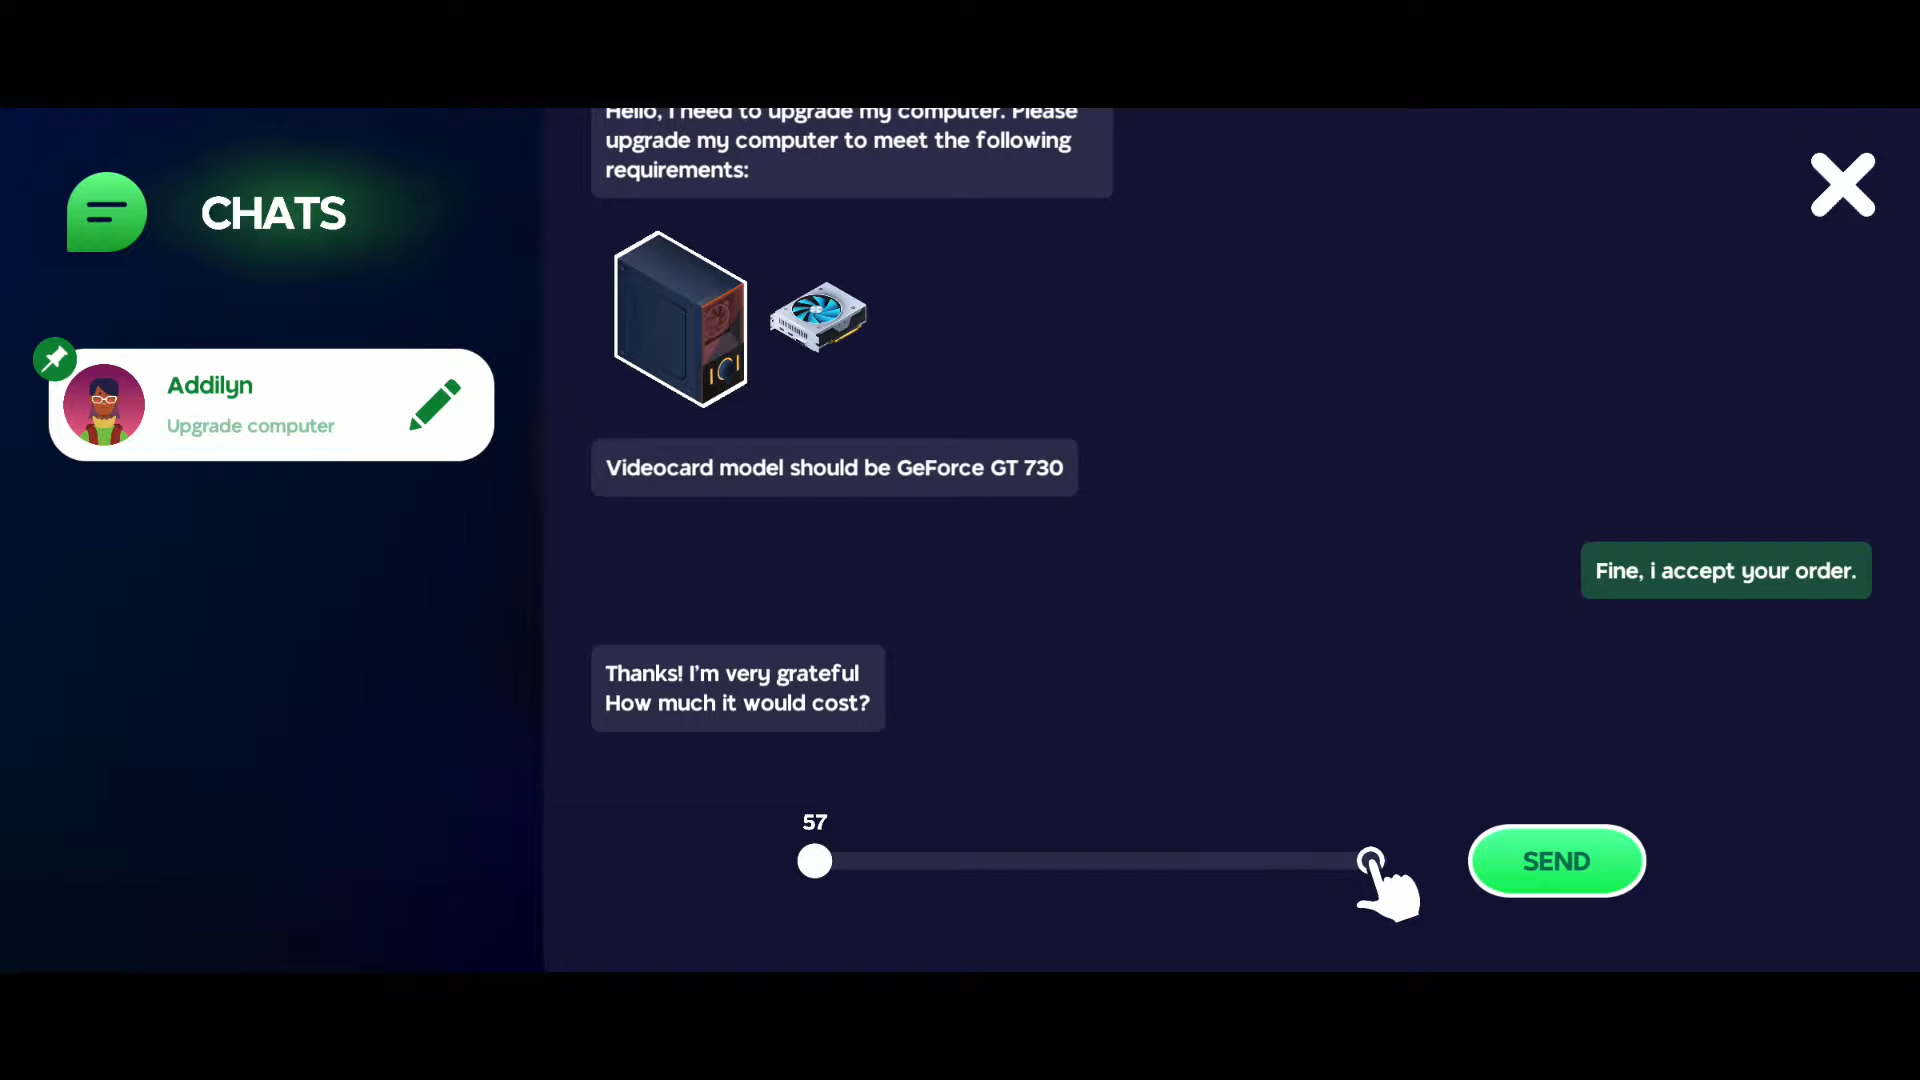 CHATS
Addilyn
Upgrade computer
Hello, I need to upgrade my computer. Please
upgrade my computer to meet the following
requirements:
Videocard model should be GeForce GT 730
Fine, i accept your order.
Thanks! I'm very grateful
How much it would cost?
57
SEND